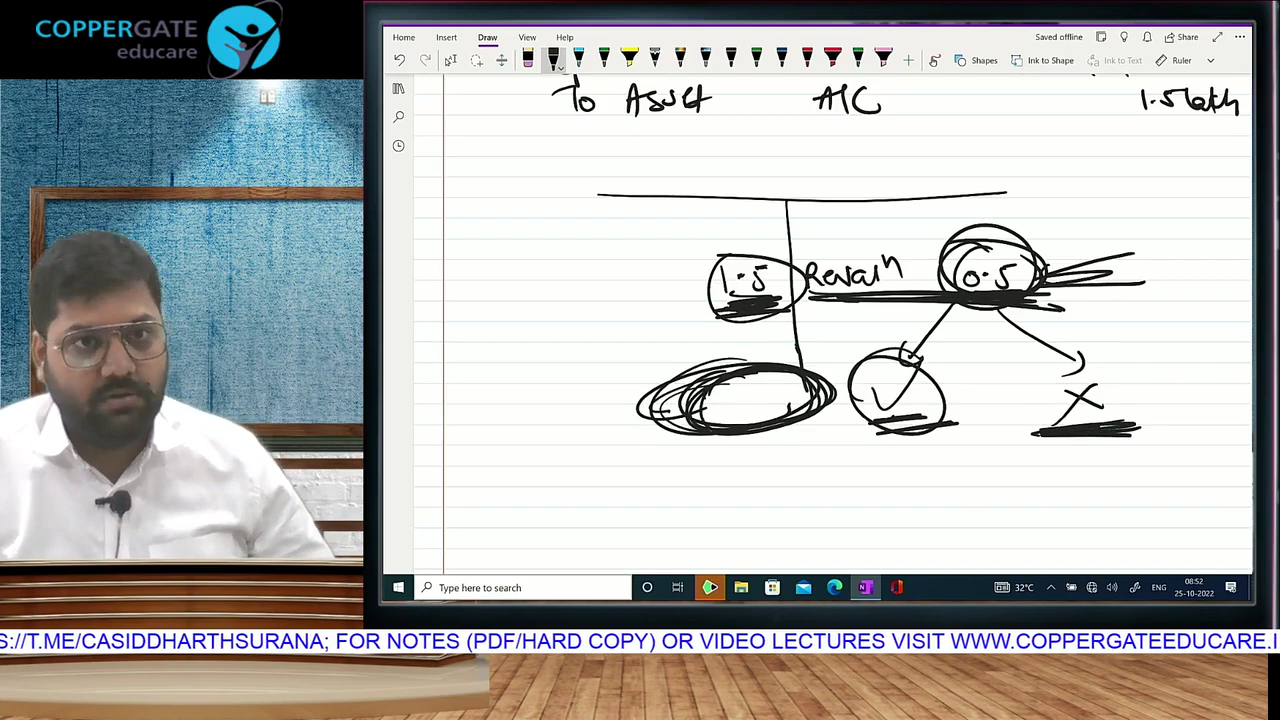 COPPERGATE
educare
Home Insert Draw View Help
Saved offline
Share
Shapes
Ink to Shape
Ink to Text
Ruler
To Asset A/C 1.5 lakh
1.5
0.5
Type here to search
32°C
ENG
08:52
25-10-2022
S://T.ME/CASIDDHARTHSURANA; FOR NOTES (PDF/HARD COPY) OR VIDEO LECTURES VISIT WWW.COPPERGATEEDUCARE.I